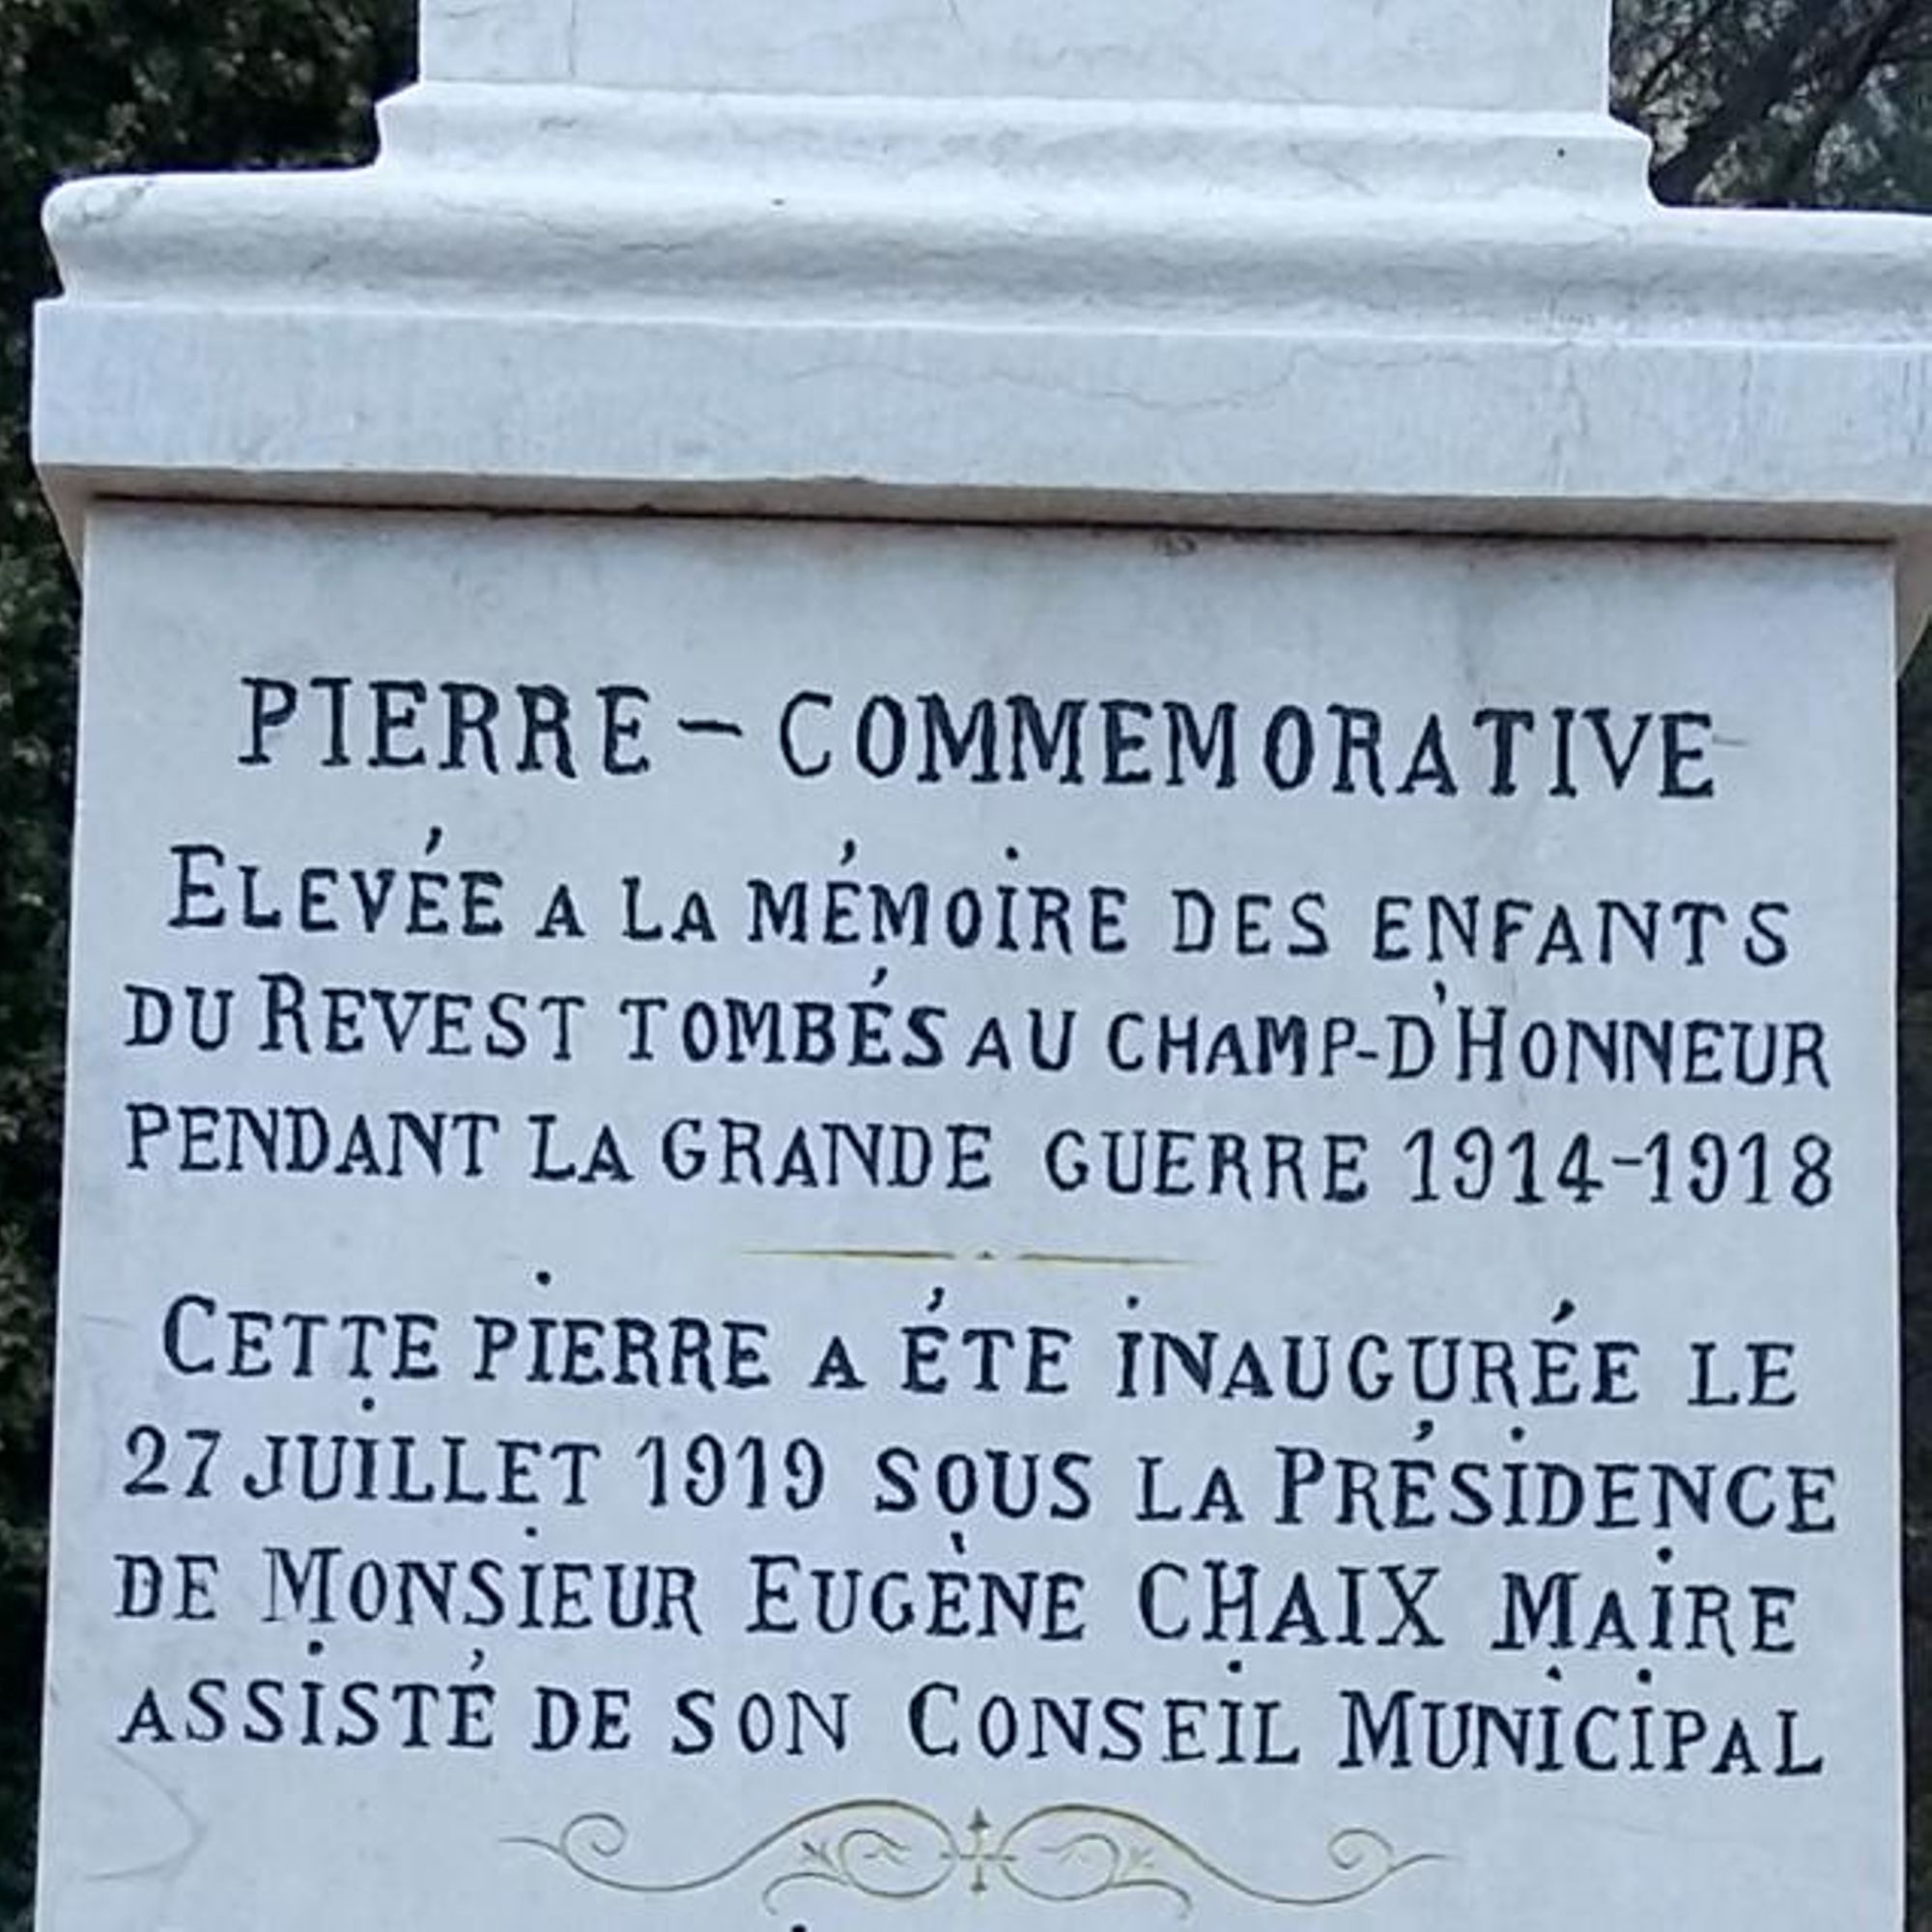 PIERRE - COMMEMORATIVE
ELEVÉE A LA MÉMOIRE DES ENFANTS
DU REVEST TOMBÉS AU CHAMP-D'HONNEUR
PENDANT LA GRANDE GUERRE 1914-1918
CETTE PIERRE A ÉTE INAUGURÉE LE
27 JUILLET 1919 SOUS LA PRÉSIDENCE
DE MONSIEUR EUGÈNE CHAIX MAIRE
ASSISTÉ DE SON CONSEIL MUNICIPAL